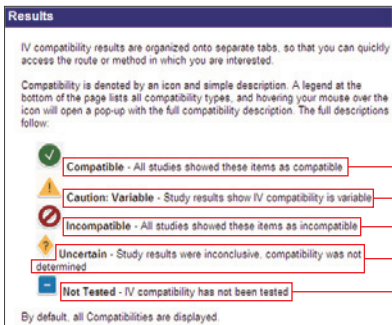 Results
IV compatibility results are organized onto separate tabs, so that you can quickly
access the route or method in which you are interested.
Compatibility is denoted by an icon and simple description. A legend at the
bottom of the page lists all compatibility types, and hovering your mouse over the
icon will open a pop-up with the full compatibility description. The full descriptions
follow:
Compatible - All studies showed these items as compatible
Caution: Variable - Study results show IV compatibility is variable
Incompatible - All studies showed these items as incompatible
Uncertain - Study results were inconclusive, compatibility was not
determined
Not Tested - IV compatibility has not been tested
By default, all Compatibilities are displayed.